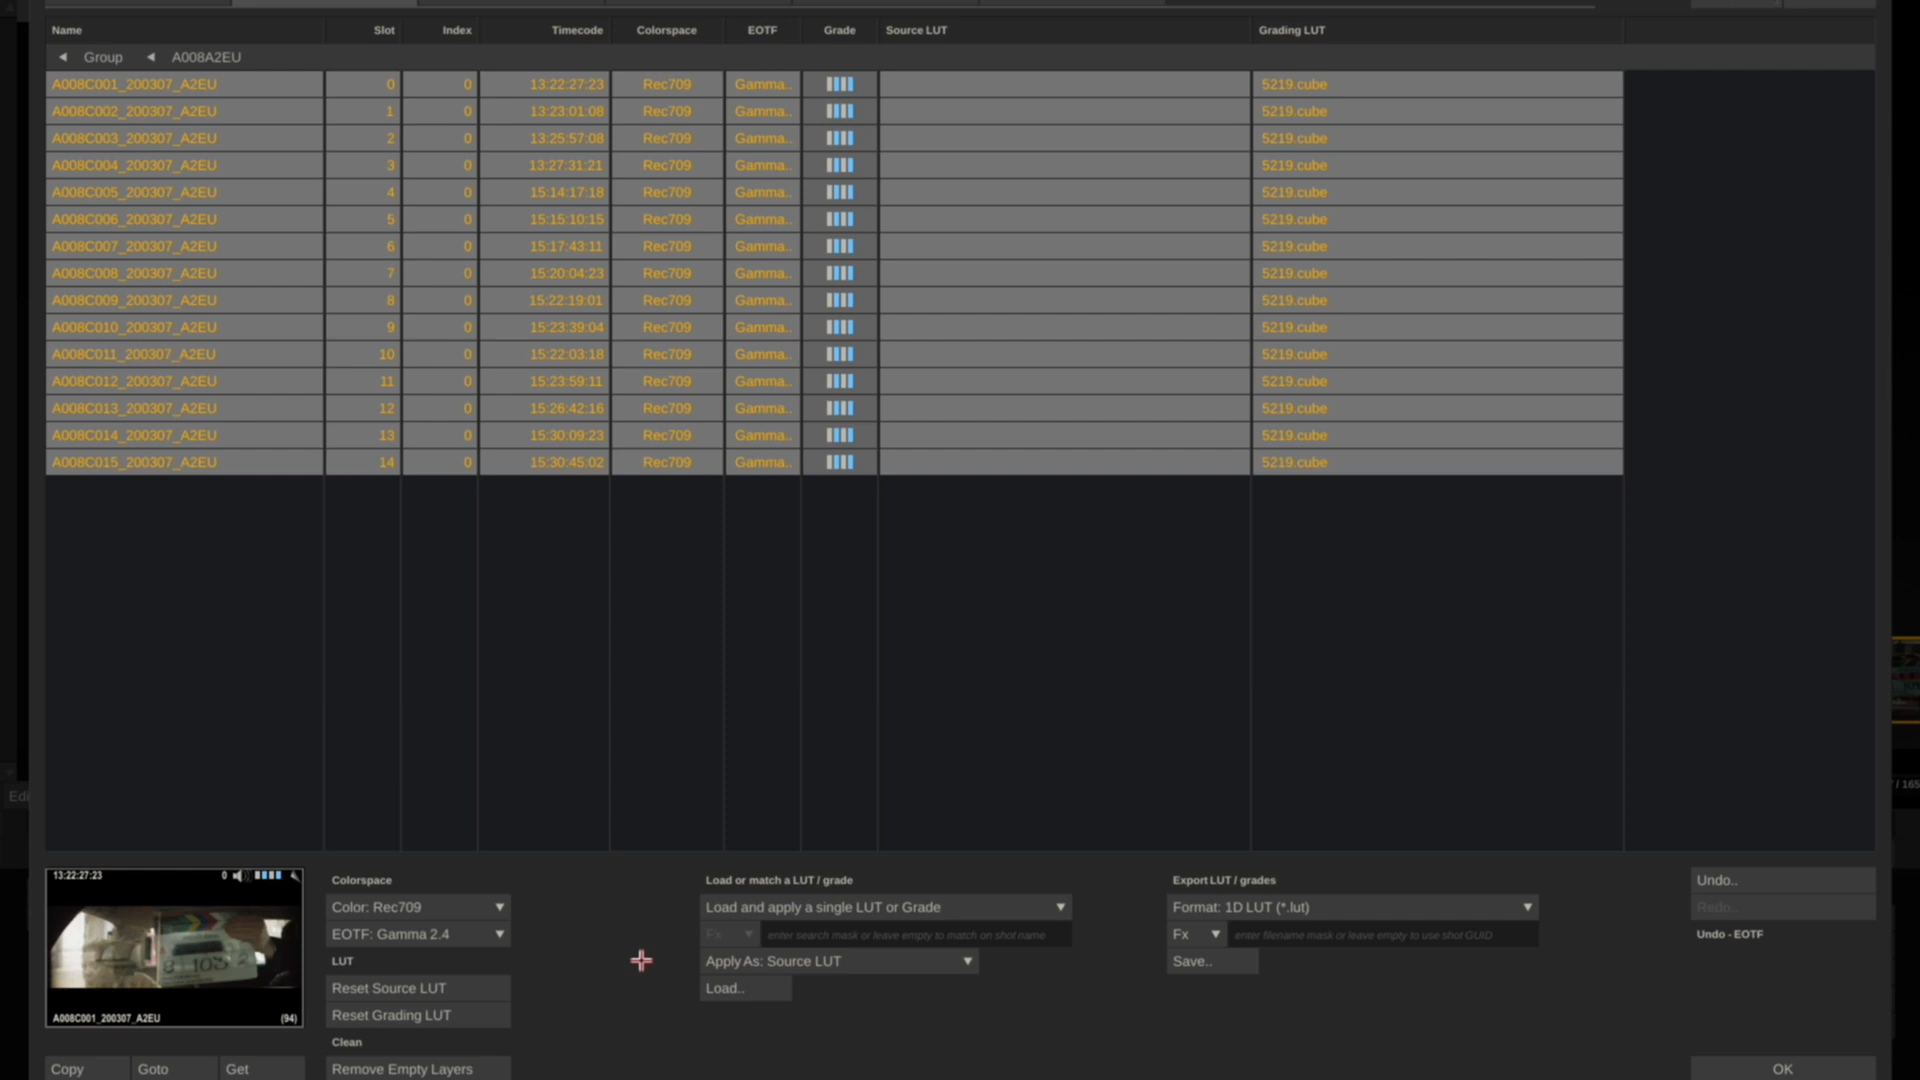 Name Slot Index Timecode Colorspace EOTF Grade Source LUT Grading LUT
Group A008A2EU
A008C001_200307_A2EU 0 0 13:22:27:23 Rec709 Gamma.. 5219.cube
A008C002_200307_A2EU 1 0 13:23:01:08 Rec709 Gamma.. 5219.cube
A008C003_200307_A2EU 2 0 13:25:57:08 Rec709 Gamma.. 5219.cube
A008C004_200307_A2EU 3 0 13:27:31:21 Rec709 Gamma.. 5219.cube
A008C005_200307_A2EU 4 0 15:14:17:18 Rec709 Gamma.. 5219.cube
A008C006_200307_A2EU 5 0 15:15:10:15 Rec709 Gamma.. 5219.cube
A008C007_200307_A2EU 6 0 15:17:43:11 Rec709 Gamma.. 5219.cube
A008C008_200307_A2EU 7 0 15:20:04:23 Rec709 Gamma.. 5219.cube
A008C009_200307_A2EU 8 0 15:22:19:01 Rec709 Gamma.. 5219.cube
A008C010_200307_A2EU 9 0 15:23:39:04 Rec709 Gamma.. 5219.cube
A008C011_200307_A2EU 10 0 15:22:03:18 Rec709 Gamma.. 5219.cube
A008C012_200307_A2EU 11 0 15:23:59:11 Rec709 Gamma.. 5219.cube
A008C013_200307_A2EU 12 0 15:26:42:16 Rec709 Gamma.. 5219.cube
A008C014_200307_A2EU 13 0 15:30:09:23 Rec709 Gamma.. 5219.cube
A008C015_200307_A2EU 14 0 15:30:45:02 Rec709 Gamma.. 5219.cube
Edi
/ 165
13:22:27:23 0
A008C001_200307_A2EU (94)
Copy Goto Get
Colorspace
Color: Rec709
EOTF: Gamma 2.4
LUT
Reset Source LUT
Reset Grading LUT
Clean
Remove Empty Layers
Load or match a LUT / grade
Load and apply a single LUT or Grade
Fx enter search mask or leave empty to match on shot name
Apply As: Source LUT
Load..
Export LUT / grades
Format: 1D LUT (*.lut)
Fx enter filename mask or leave empty to use shot GUID
Save..
Undo..
Redo..
Undo - EOTF
OK